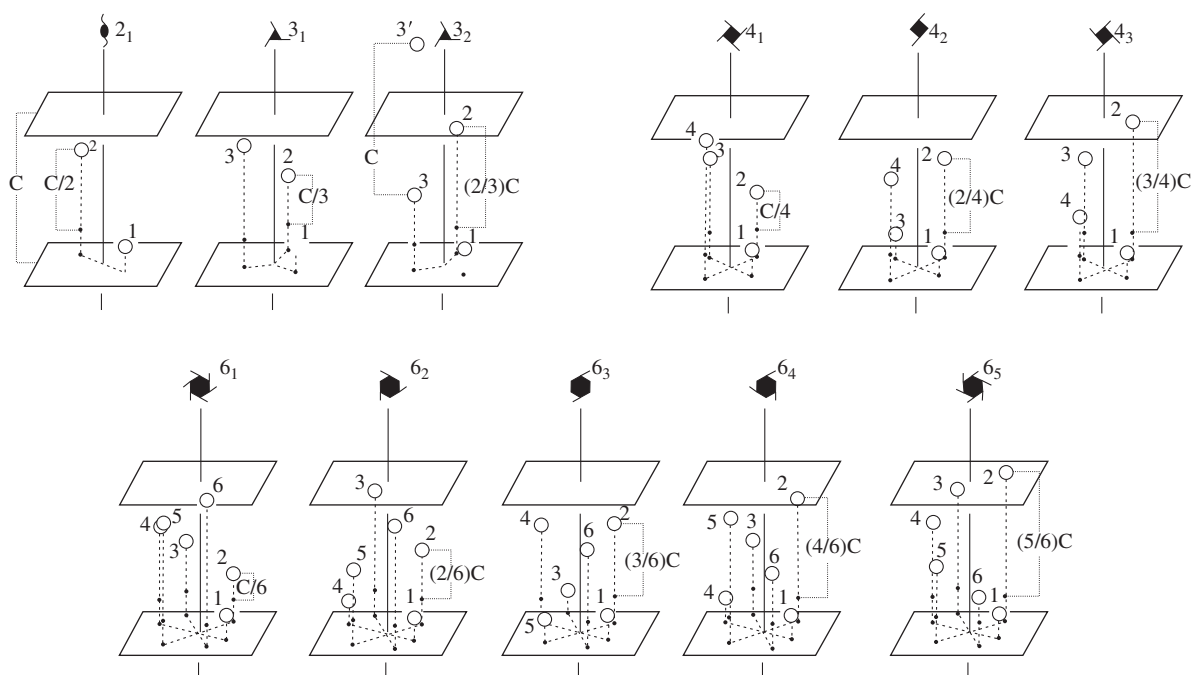 2₁ 3₁ 3′ 3₂ 4₁ 4₂ 4₃
C C/2 2 1
3 2 C/3 1
C 3 2 (2/3)C 1
4 3 2 C/4 1
4 3 2 (2/4)C 1
3 4 2 (3/4)C 1
6₁ 6₂ 6₃ 6₄ 6₅
4 5 3 6 2 C/6 1
3 6 5 4 2 (2/6)C 1
4 3 5 6 2 (3/6)C 1
5 3 4 6 2 (4/6)C 1
3 4 5 6 2 (5/6)C 1